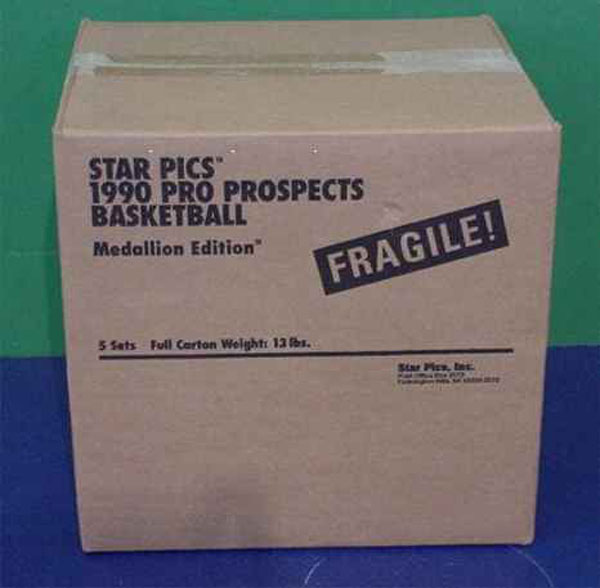 STAR PICS™
1990 PRO PROSPECTS
BASKETBALL
Medallion Edition™
FRAGILE!
5 Sets Full Carton Weight: 13 lbs.
Star Pics, Inc.